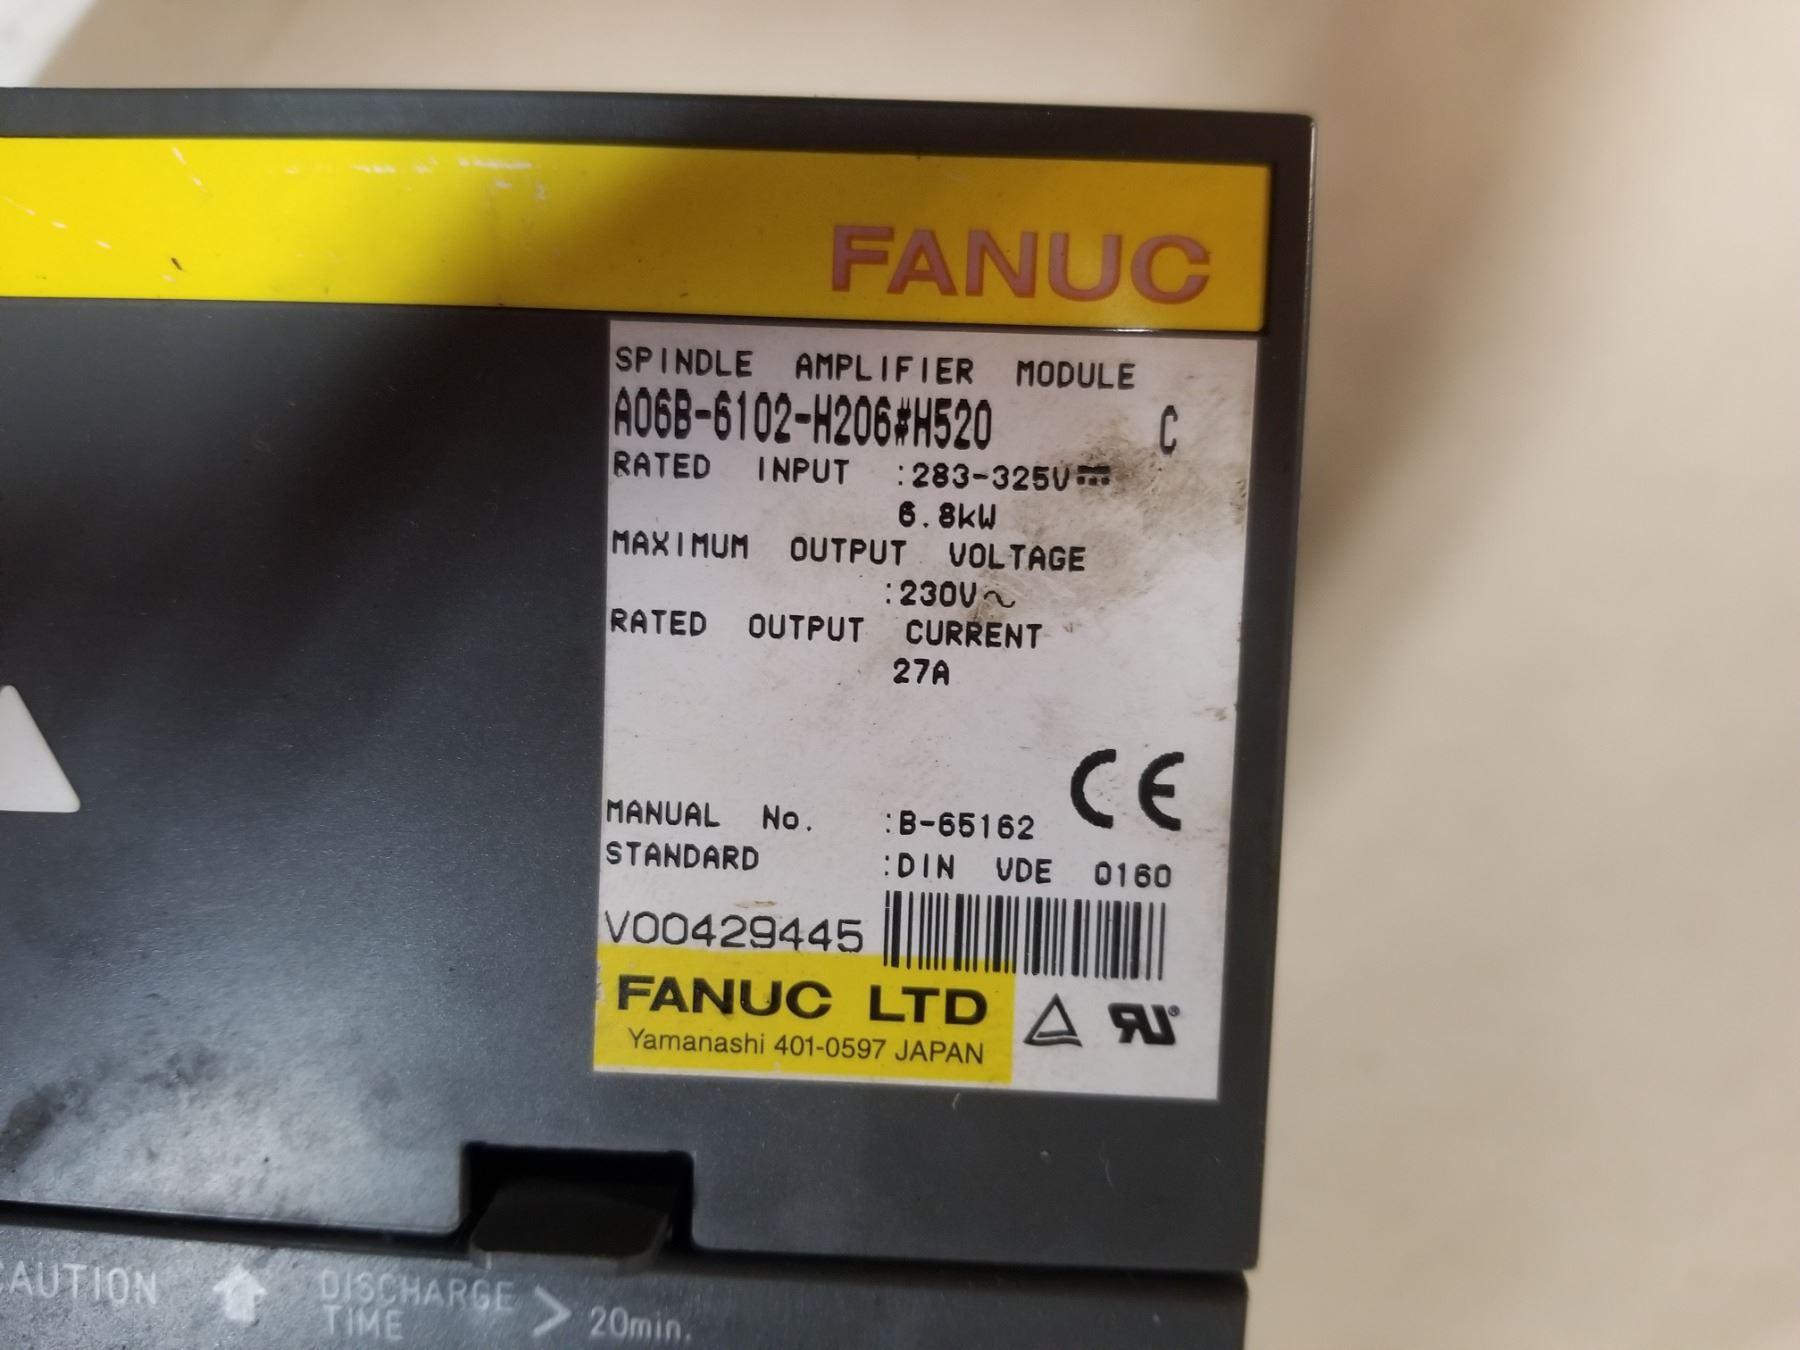 FANUC
SPINDLE AMPLIFIER MODULE
A06B-6102-H206#H520 C
RATED INPUT :283-325V⎓
6.8kW
MAXIMUM OUTPUT VOLTAGE
:230V～
RATED OUTPUT CURRENT
27A
CE
MANUAL No. :B-65162
STANDARD :DIN VDE 0160
V00429445
FANUC LTD
Yamanashi 401-0597 JAPAN
CAUTION DISCHARGE TIME > 20min.